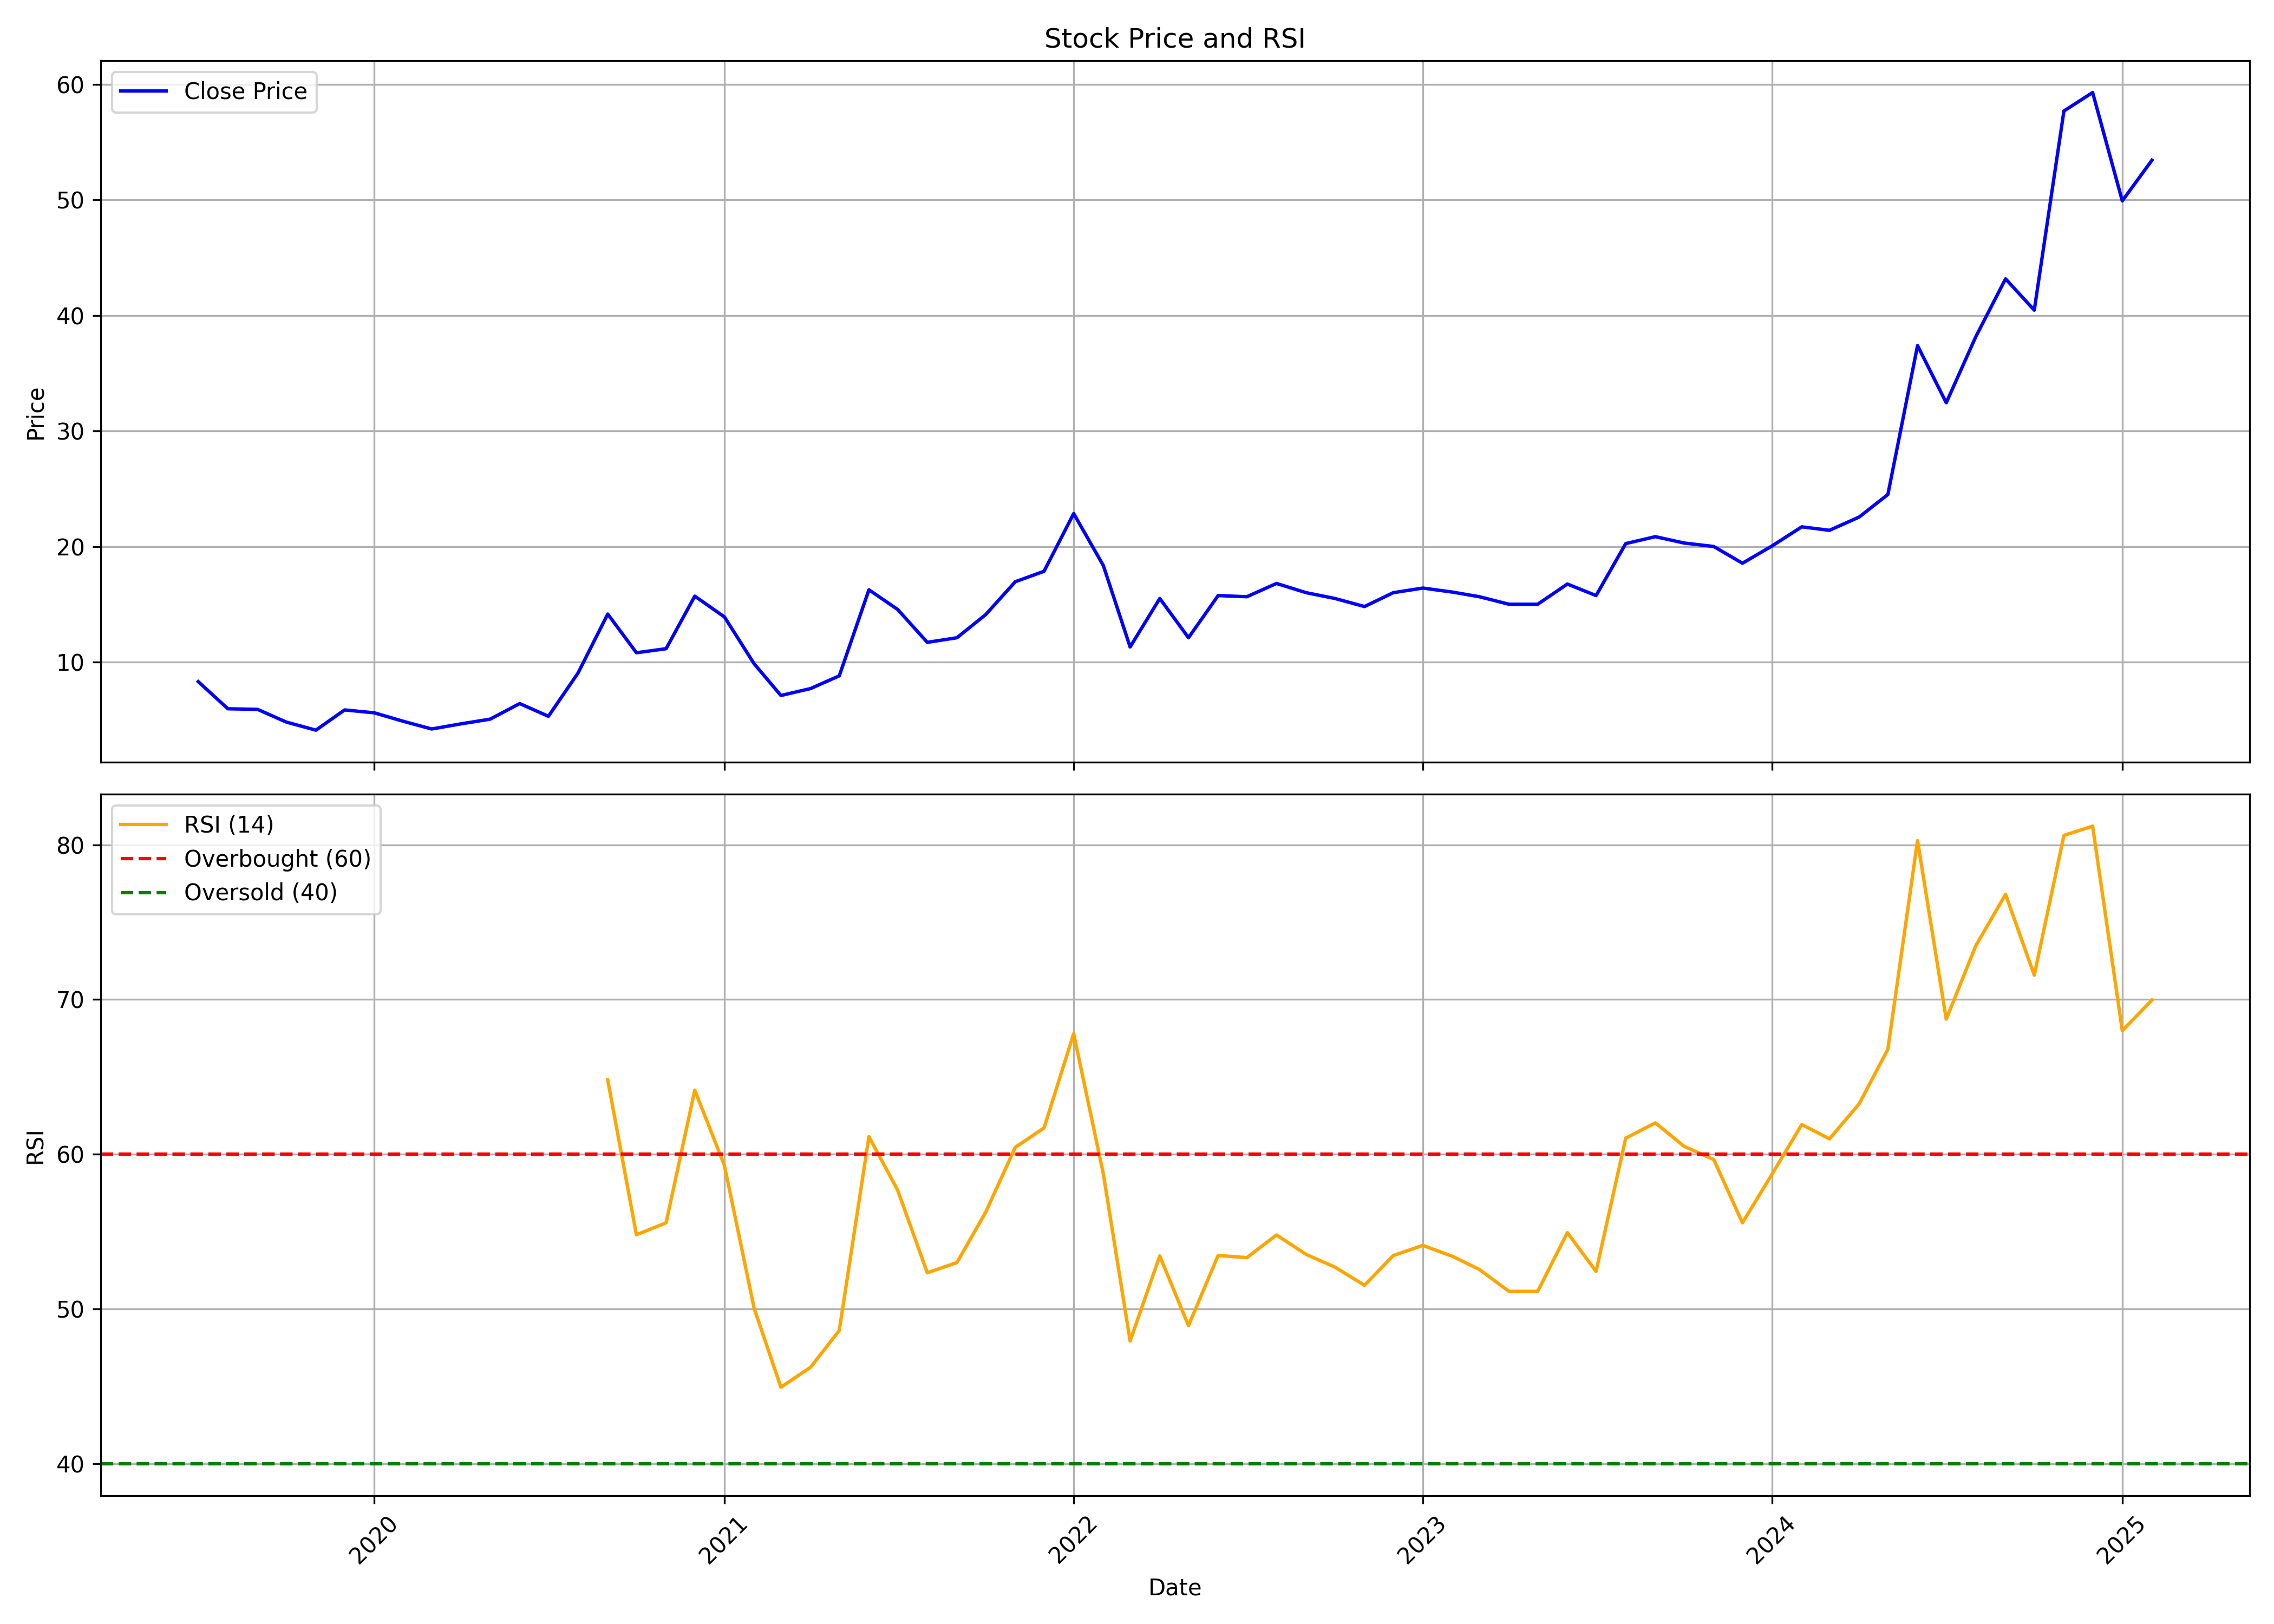 Stock Price and RSI
Close Price
60
50
40
30
20
10
Price
RSI (14)
Overbought (60)
Oversold (40)
80
70
60
50
40
RSI
2020
2021
2022
2023
2024
2025
Date